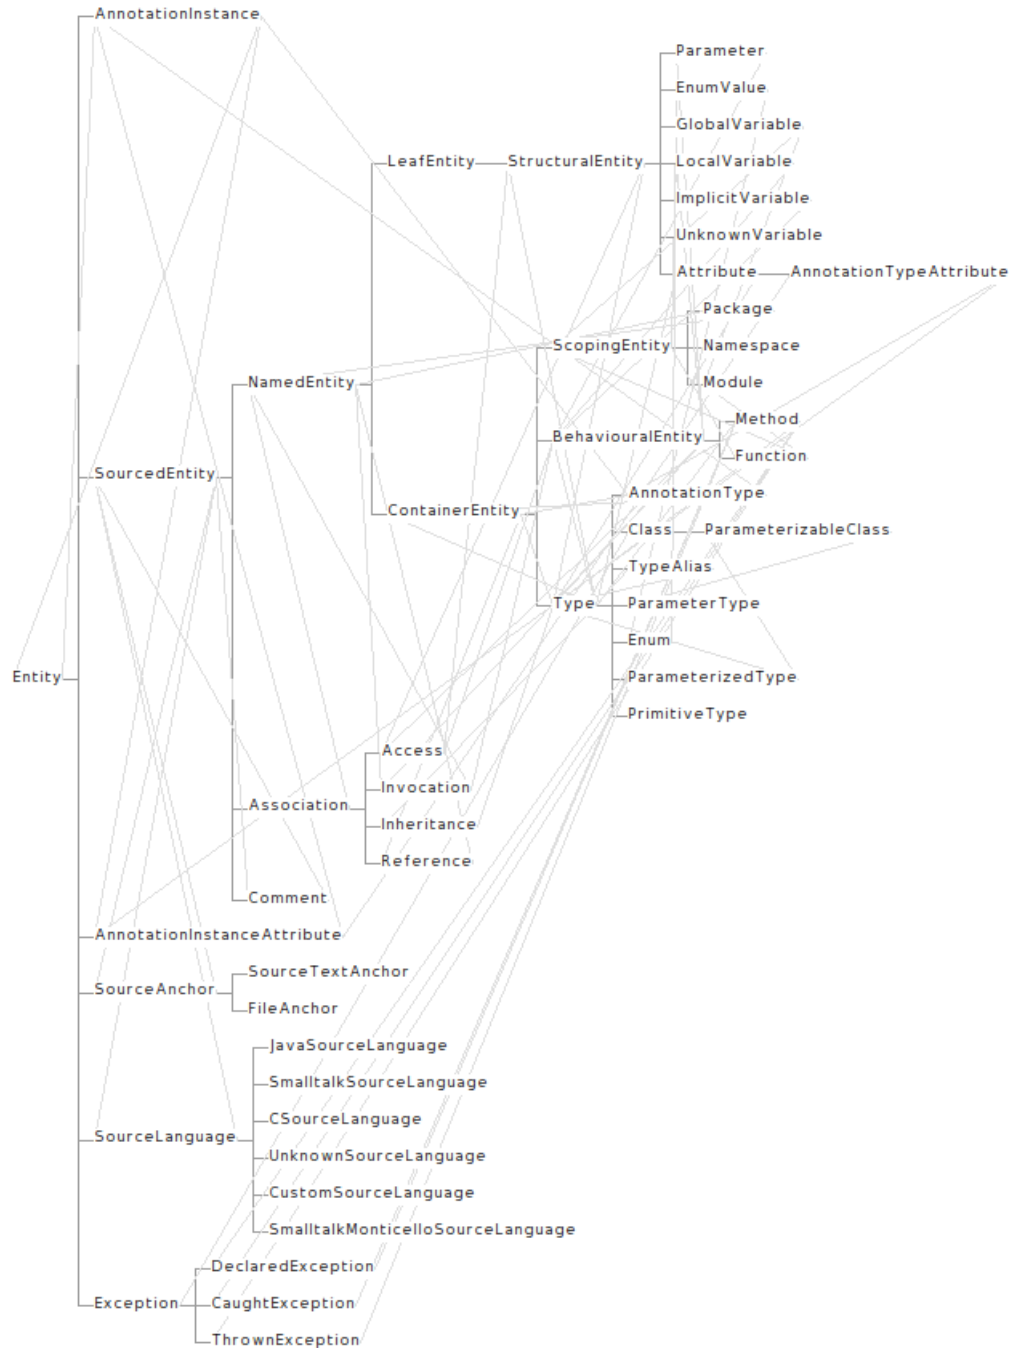 AnnotationInstance
Parameter
EnumValue
GlobalVariable
LeafEntity StructuralEntity LocalVariable
ImplicitVariable
UnknownVariable
Attribute AnnotationTypeAttribute
Package
ScopingEntity Namespace
NamedEntity Module
Method
BehaviouralEntity
Function
SourcedEntity
AnnotationType
ContainerEntity
Class ParameterizableClass
TypeAlias
Type ParameterType
Enum
Entity ParameterizedType
PrimitiveType
Access
Invocation
Association
Inheritance
Reference
Comment
AnnotationInstanceAttribute
SourceTextAnchor
SourceAnchor
FileAnchor
JavaSourceLanguage
SmalltalkSourceLanguage
CSourceLanguage
SourceLanguage
UnknownSourceLanguage
CustomSourceLanguage
SmalltalkMonticelloSourceLanguage
DeclaredException
Exception CaughtException
ThrownException